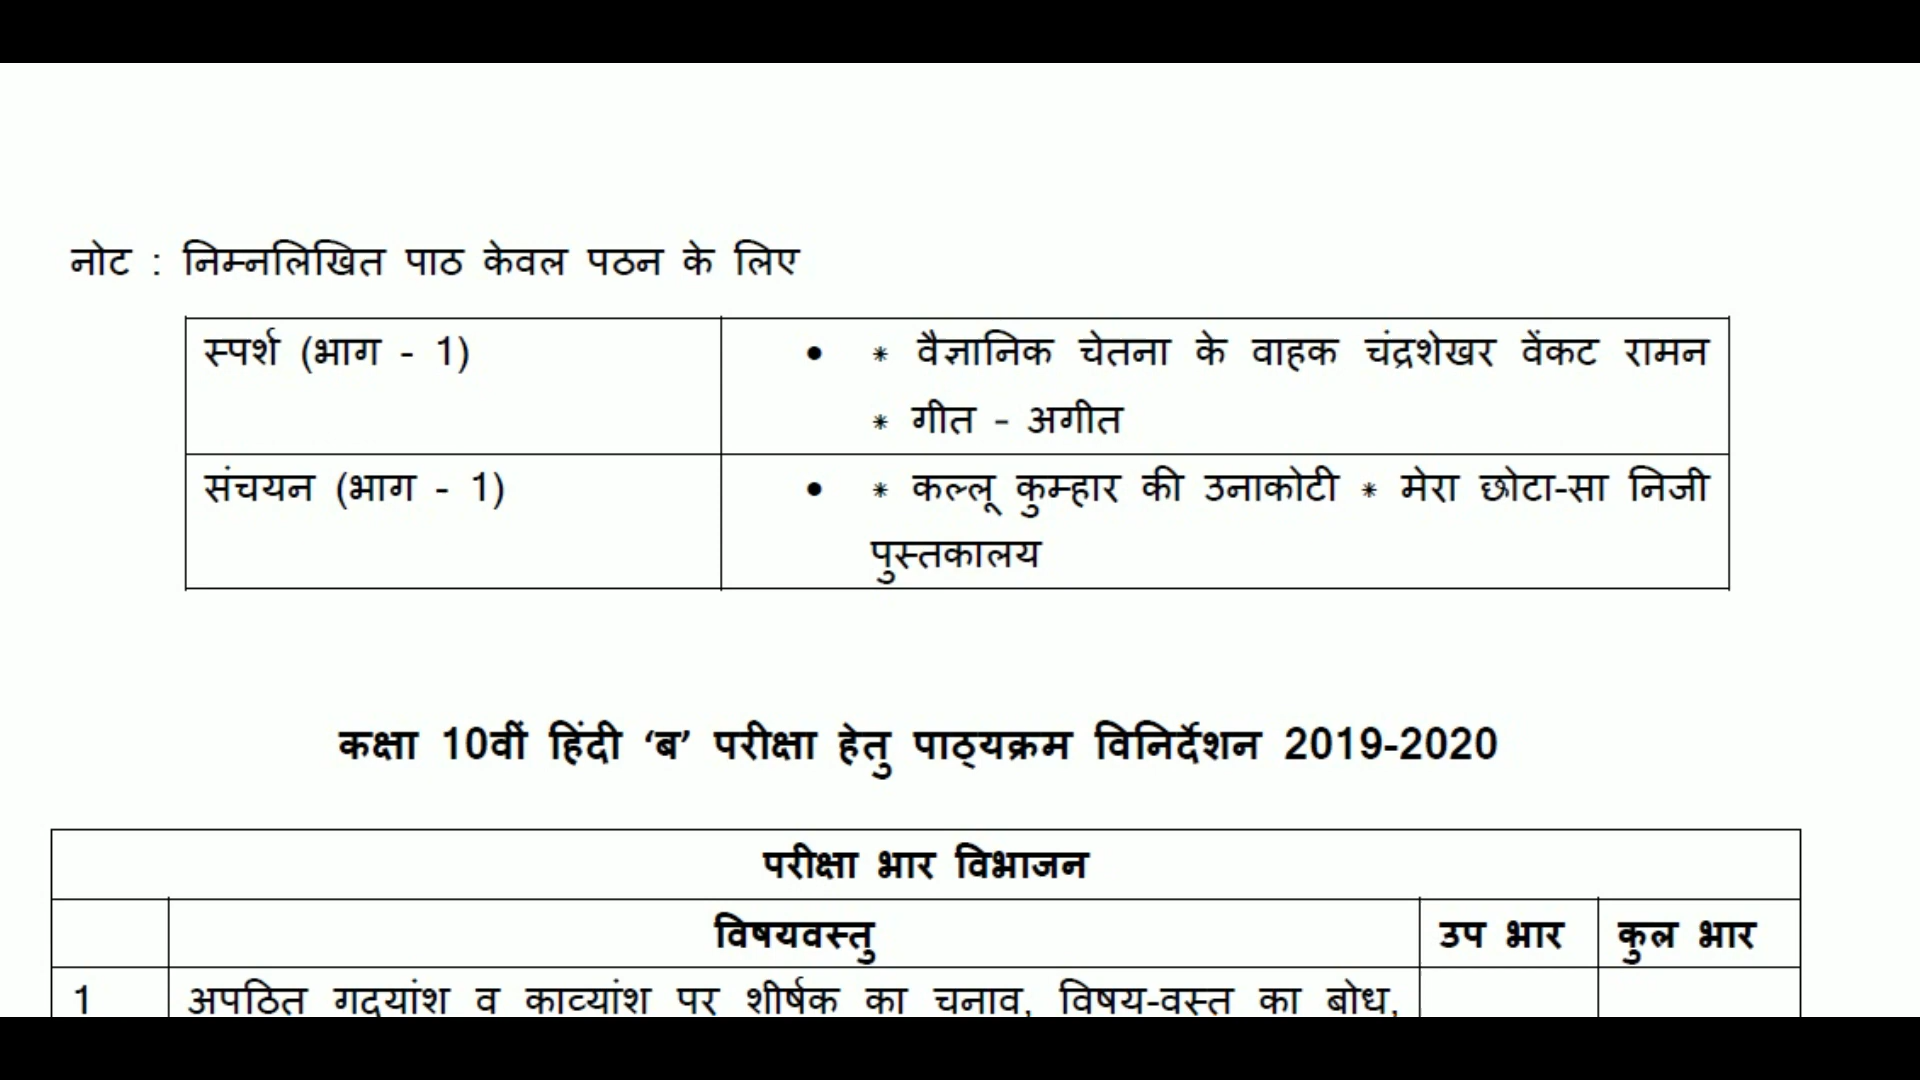 नोट : निम्नलिखित पाठ केवल पठन के लिए
स्पर्श (भाग - 1)
• * वैज्ञानिक चेतना के वाहक चंद्रशेखर वेंकट रामन
* गीत - अगीत
संचयन (भाग - 1)
• * कल्लू कुम्हार की उनाकोटी * मेरा छोटा-सा निजी
पुस्तकालय
कक्षा 10वीं हिंदी ‘ब’ परीक्षा हेतु पाठ्यक्रम विनिर्देशन 2019-2020
परीक्षा भार विभाजन
विषयवस्तु उप भार कुल भार
1 अपठित गद्यांश व काव्यांश पर शीर्षक का चुनाव, विषय-वस्तु का बोध,